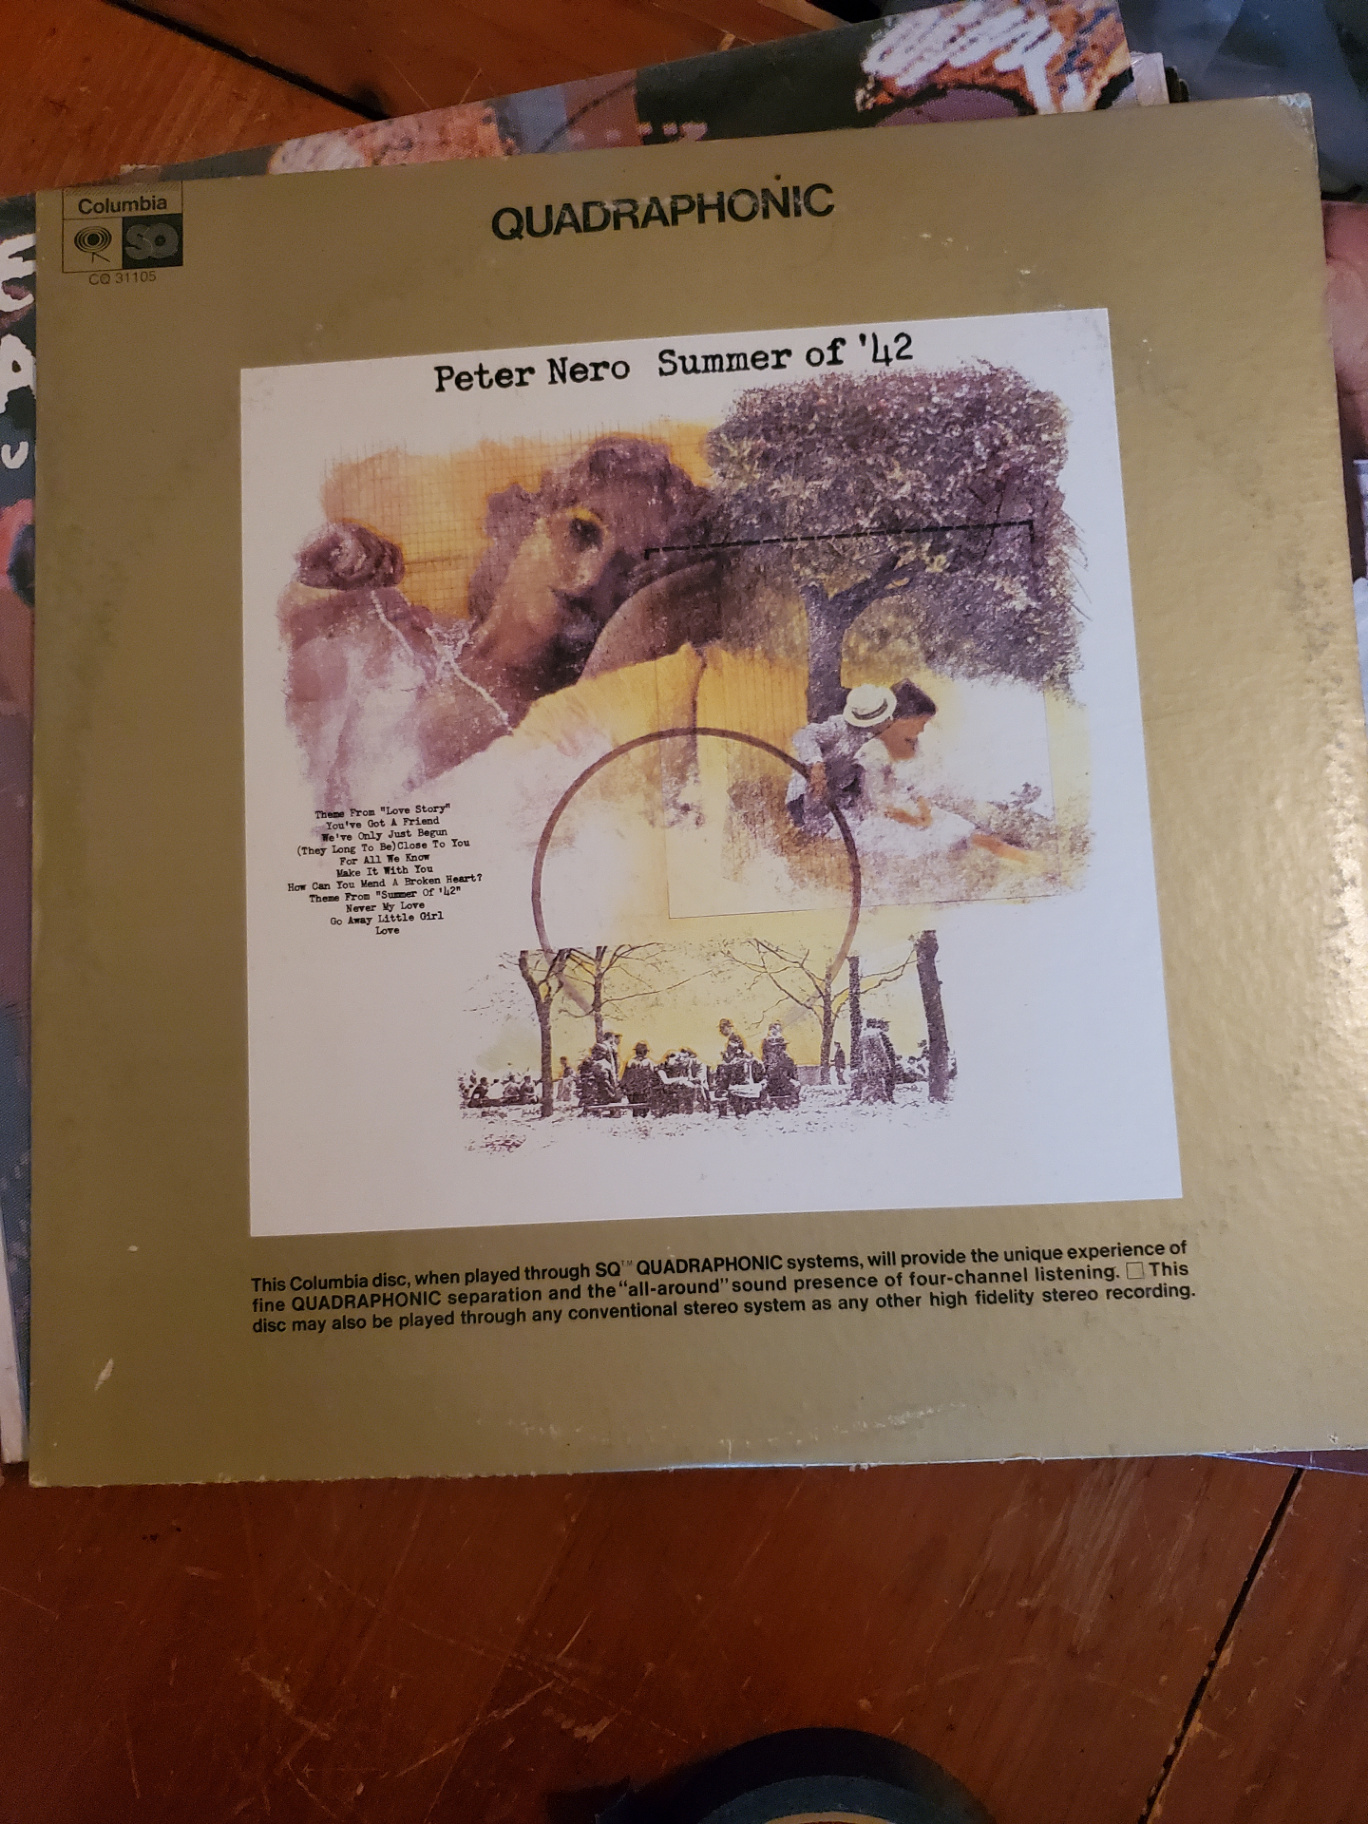 Columbia
SQ
CQ 31105
QUADRAPHONIC
Peter Nero Summer of '42
Theme From "Love Story"
You've Got A Friend
We've Only Just Begun
(They Long To Be)Close To You
For All We Know
Make It With You
How Can You Mend A Broken Heart?
Theme From "Summer Of '42"
Never My Love
Go Away Little Girl
Love
This Columbia disc, when played through SQ™ QUADRAPHONIC systems, will provide the unique experience of
fine QUADRAPHONIC separation and the "all-around" sound presence of four-channel listening. □ This
disc may also be played through any conventional stereo system as any other high fidelity stereo recording.